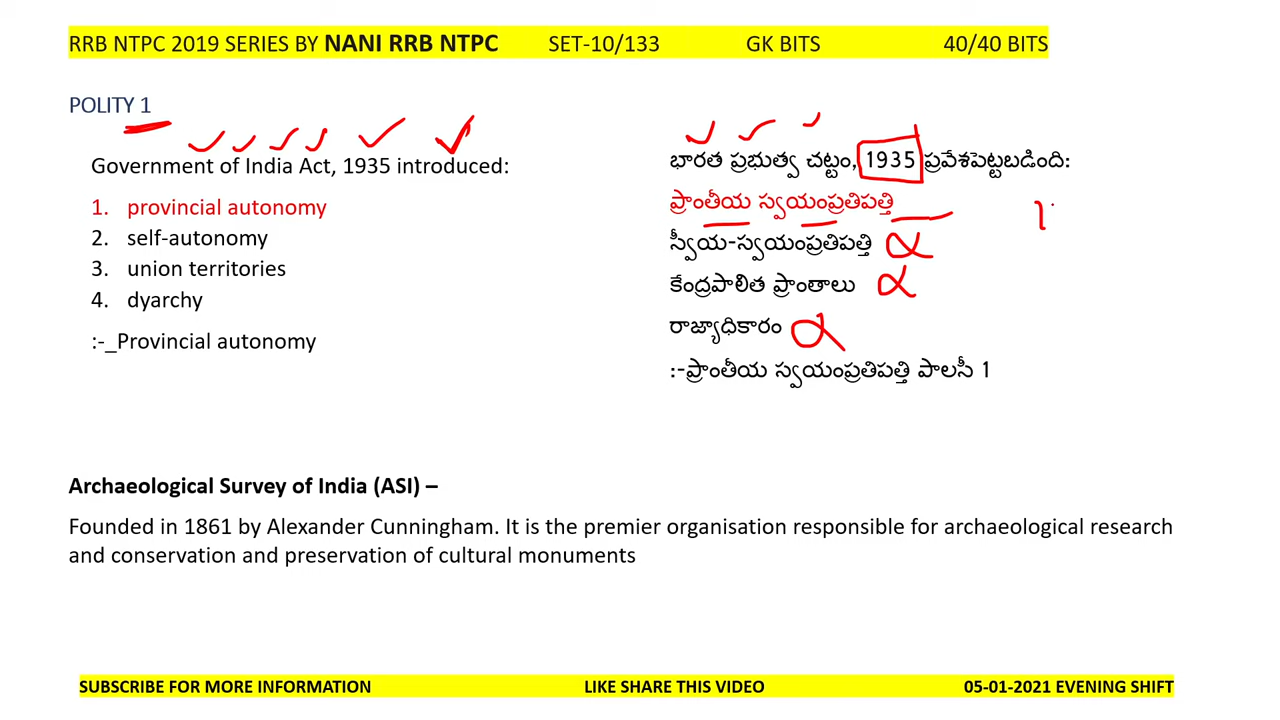 RRB NTPC 2019 SERIES BY NANI RRB NTPC SET-10/133 GK BITS 40/40 BITS
POLITY 1
Government of India Act, 1935 introduced:
1. provincial autonomy
2. self-autonomy
3. union territories
4. dyarchy
:-_Provincial autonomy
భారత ప్రభుత్వ చట్టం, 1935 ప్రవేశపెట్టబడింది:
ప్రాంతీయ స్వయంప్రతిపత్తి
స్వీయ-స్వయంప్రతిపత్తి
కేంద్రపాలిత ప్రాంతాలు
రాజ్యాధికారం
:-ప్రాంతీయ స్వయంప్రతిపత్తి పాలసీ 1
Archaeological Survey of India (ASI) –
Founded in 1861 by Alexander Cunningham. It is the premier organisation responsible for archaeological research
and conservation and preservation of cultural monuments
SUBSCRIBE FOR MORE INFORMATION LIKE SHARE THIS VIDEO 05-01-2021 EVENING SHIFT